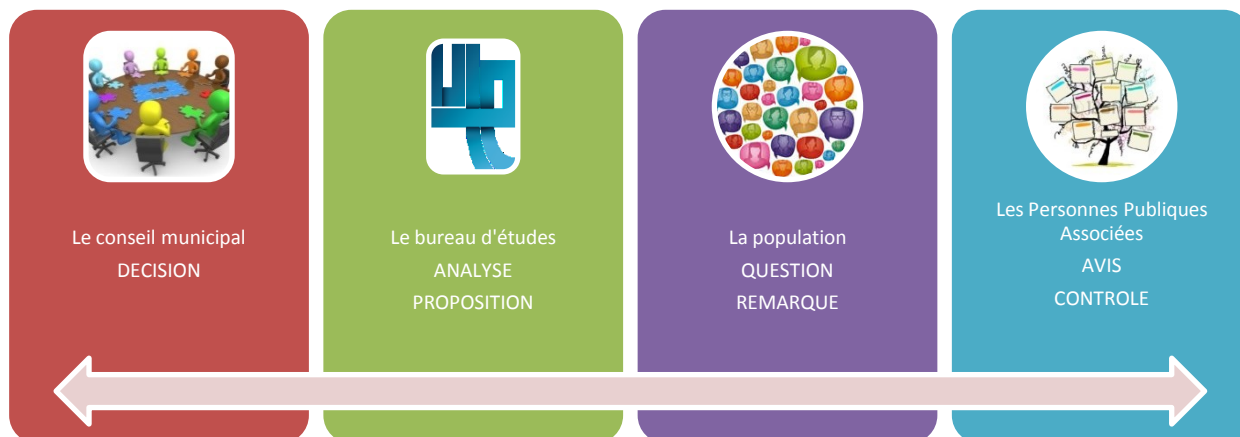 Le conseil municipal
DECISION
Le bureau d'études
ANALYSE
PROPOSITION
La population
QUESTION
REMARQUE
Les Personnes Publiques
Associées
AVIS
CONTROLE